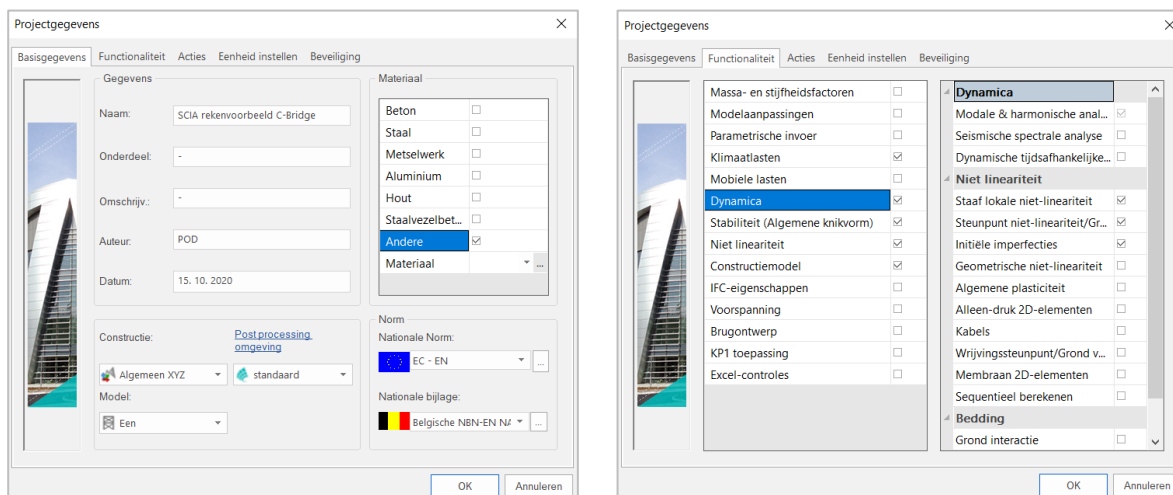 Projectgegevens
Basisgegevens Functionaliteit Acties Eenheid instellen Beveiliging
Gegevens
Naam: SCIA rekenvoorbeeld C-Bridge
Onderdeel: -
Omschrijv.: -
Auteur: POD
Datum: 15. 10. 2020
Materiaal
Beton
Staal
Metselwerk
Aluminium
Hout
Staalvezelbet...
Andere
Materiaal ...
Constructie: Post processing
omgeving
Algemeen XYZ standaard
Model:
Een
Norm
Nationale Norm:
EC - EN ...
Nationale bijlage:
Belgische NBN-EN NA ...
OK Annuleren
Projectgegevens
Basisgegevens Functionaliteit Acties Eenheid instellen Beveiliging
Massa- en stijfheidsfactoren
Modelaanpassingen
Parametrische invoer
Klimaatlasten
Mobiele lasten
Dynamica
Stabiliteit (Algemene knikvorm)
Niet lineariteit
Constructiemodel
IFC-eigenschappen
Voorspanning
Brugontwerp
KP1 toepassing
Excel-controles
Dynamica
Modale & harmonische anal...
Seismische spectrale analyse
Dynamische tijdsafhankelijke...
Niet lineariteit
Staaf lokale niet-lineariteit
Steunpunt niet-lineariteit/Gr...
Initiële imperfecties
Geometrische niet-lineariteit
Algemene plasticiteit
Alleen-druk 2D-elementen
Kabels
Wrijvingssteunpunt/Grond v...
Membraan 2D-elementen
Sequentieel berekenen
Bedding
Grond interactie
OK Annuleren